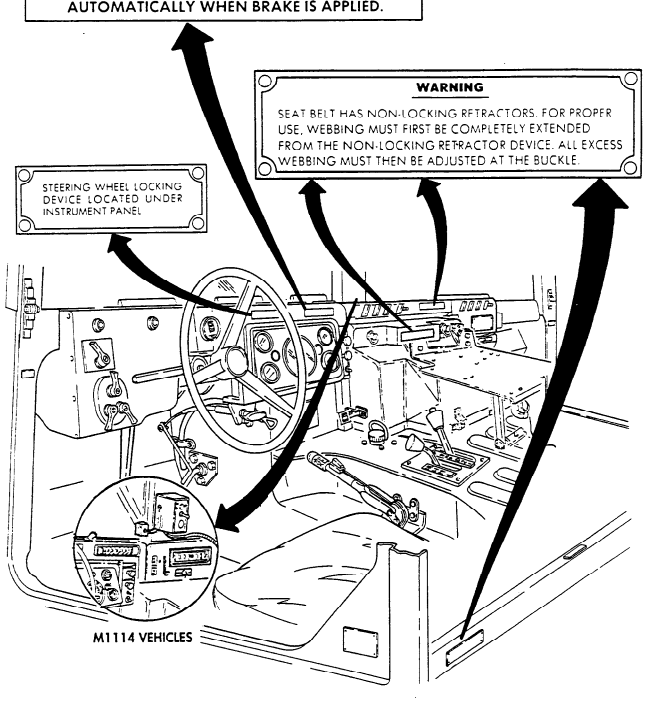 AUTOMATICALLY WHEN BRAKE IS APPLIED.
WARNING
SEAT BELT HAS NON-LOCKING RETRACTORS. FOR PROPER
USE, WEBBING MUST FIRST BE COMPLETELY EXTENDED
FROM THE NON-LOCKING RETRACTOR DEVICE. ALL EXCESS
WEBBING MUST THEN BE ADJUSTED AT THE BUCKLE.
STEERING WHEEL LOCKING
DEVICE LOCATED UNDER
INSTRUMENT PANEL
M1114 VEHICLES